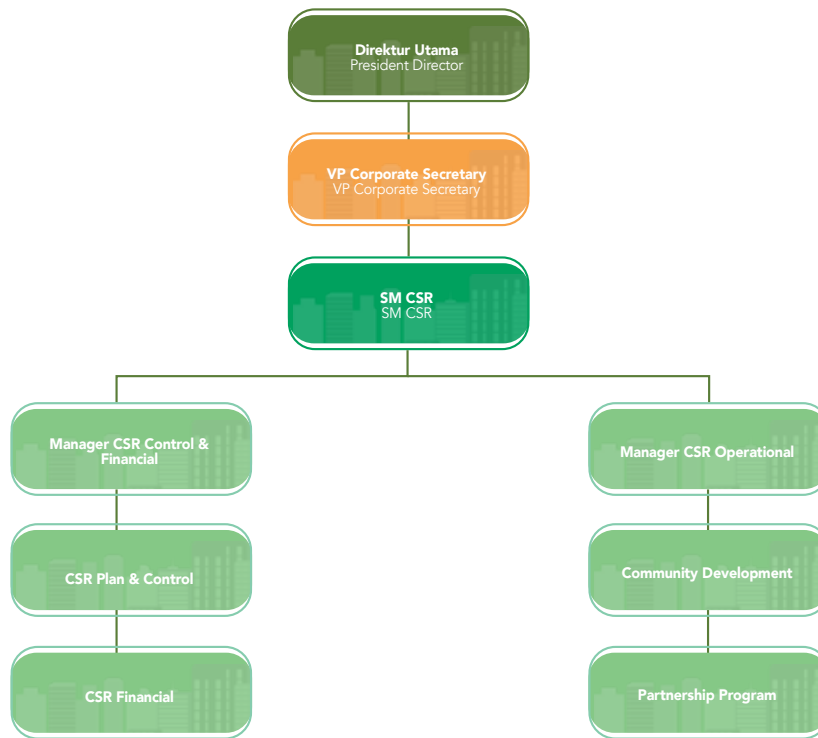 Direktur Utama
President Director
VP Corporate Secretary
VP Corporate Secretary
SM CSR
SM CSR
Manager CSR Control &
Financial
Manager CSR Operational
CSR Plan & Control
Community Development
CSR Financial
Partnership Program